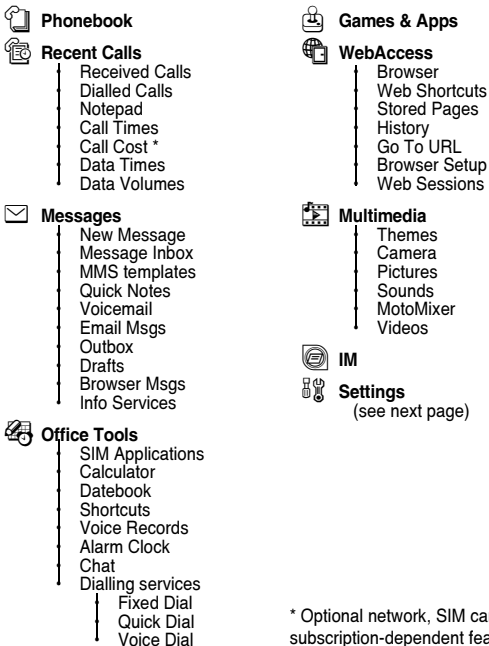 Phonebook
Recent Calls
Received Calls
Dialled Calls
Notepad
Call Times
Call Cost *
Data Times
Data Volumes
Messages
New Message
Message Inbox
MMS templates
Quick Notes
Voicemail
Email Msgs
Outbox
Drafts
Browser Msgs
Info Services
Office Tools
SIM Applications
Calculator
Datebook
Shortcuts
Voice Records
Alarm Clock
Chat
Dialling services
Fixed Dial
Quick Dial
Voice Dial
Games & Apps
WebAccess
Browser
Web Shortcuts
Stored Pages
History
Go To URL
Browser Setup
Web Sessions
Multimedia
Themes
Camera
Pictures
Sounds
MotoMixer
Videos
IM
Settings
(see next page)
* Optional network, SIM
subscription-dependent